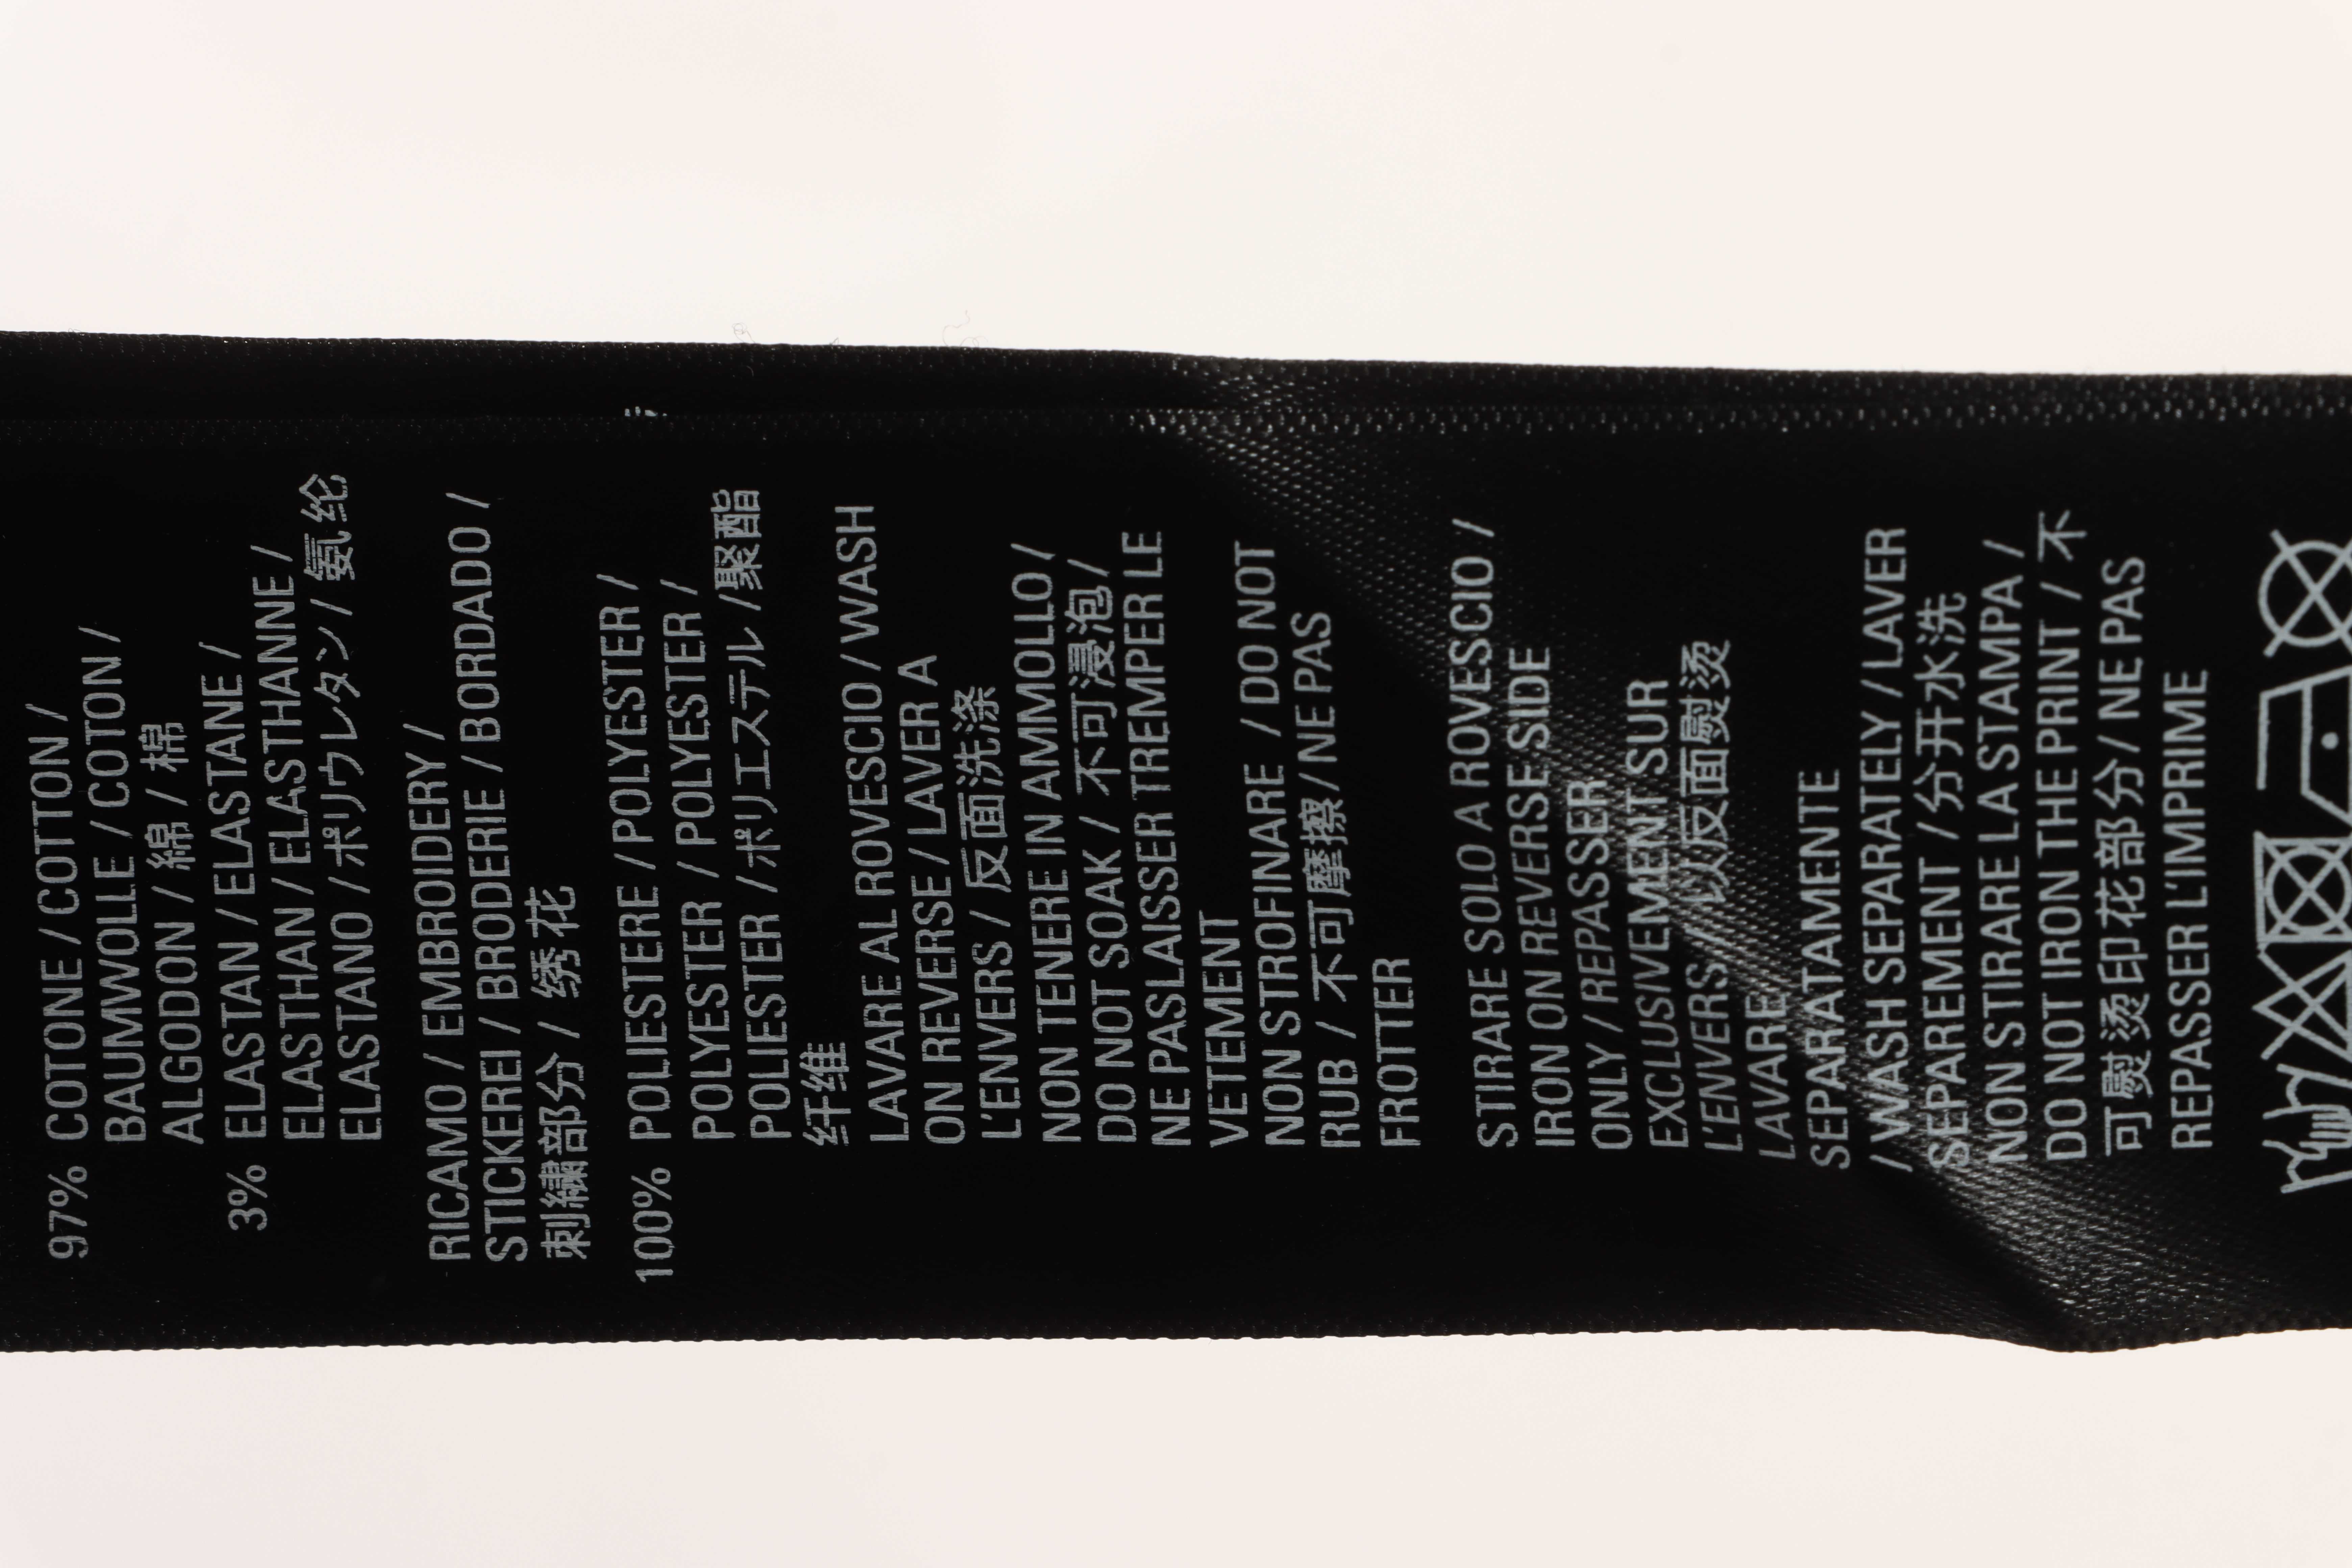 97% COTONE / COTTON /
BAUMWOLLE / COTON /
ALGODON / 綿 / 棉
3% ELASTAN / ELASTANE /
ELASTHAN / ELASTHANNE /
ELASTANO / ポリウレタン / 氨纶
RICAMO / EMBROIDERY /
STICKEREI / BRODERIE / BORDADO /
刺繍部分 / 绣花
100% POLIESTERE / POLYESTER /
POLYESTER / POLYESTER /
POLIESTER / ポリエステル / 聚酯
纤维
LAVARE AL ROVESCIO / WASH
ON REVERSE / LAVER A
L'ENVERS / 反面洗涤
NON TENERE IN AMMOLLO /
DO NOT SOAK / 不可浸泡 /
NE PASLAISSER TREMPER LE
VETEMENT
NON STROFINARE / DO NOT
RUB / 不可摩擦 / NE PAS
FROTTER
STIRARE SOLO A ROVESCIO /
IRON ON REVERSE SIDE
ONLY / REPASSER
EXCLUSIVEMENT SUR
L'ENVERS / 以反面熨烫
LAVARE
SEPARATAMENTE
/ WASH SEPARATELY / LAVER
SEPAREMENT / 分开水洗
NON STIRARE LA STAMPA /
DO NOT IRON THE PRINT / 不
可熨烫印花部分 / NE PAS
REPASSER L'IMPRIME